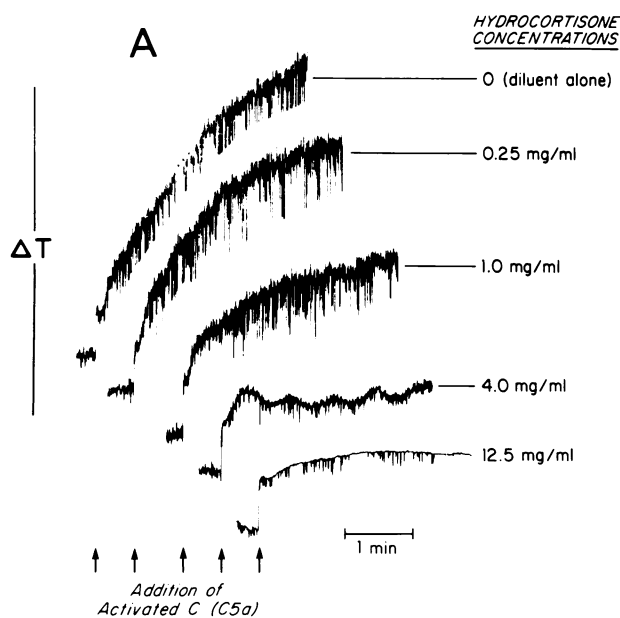 HYDROCORTISONE
CONCENTRATIONS
A
0 (diluent alone)
0.25 mg/ml
ΔT
1.0 mg/ml
4.0 mg/ml
12.5 mg/ml
1 min
Addition of
Activated C (C5a)